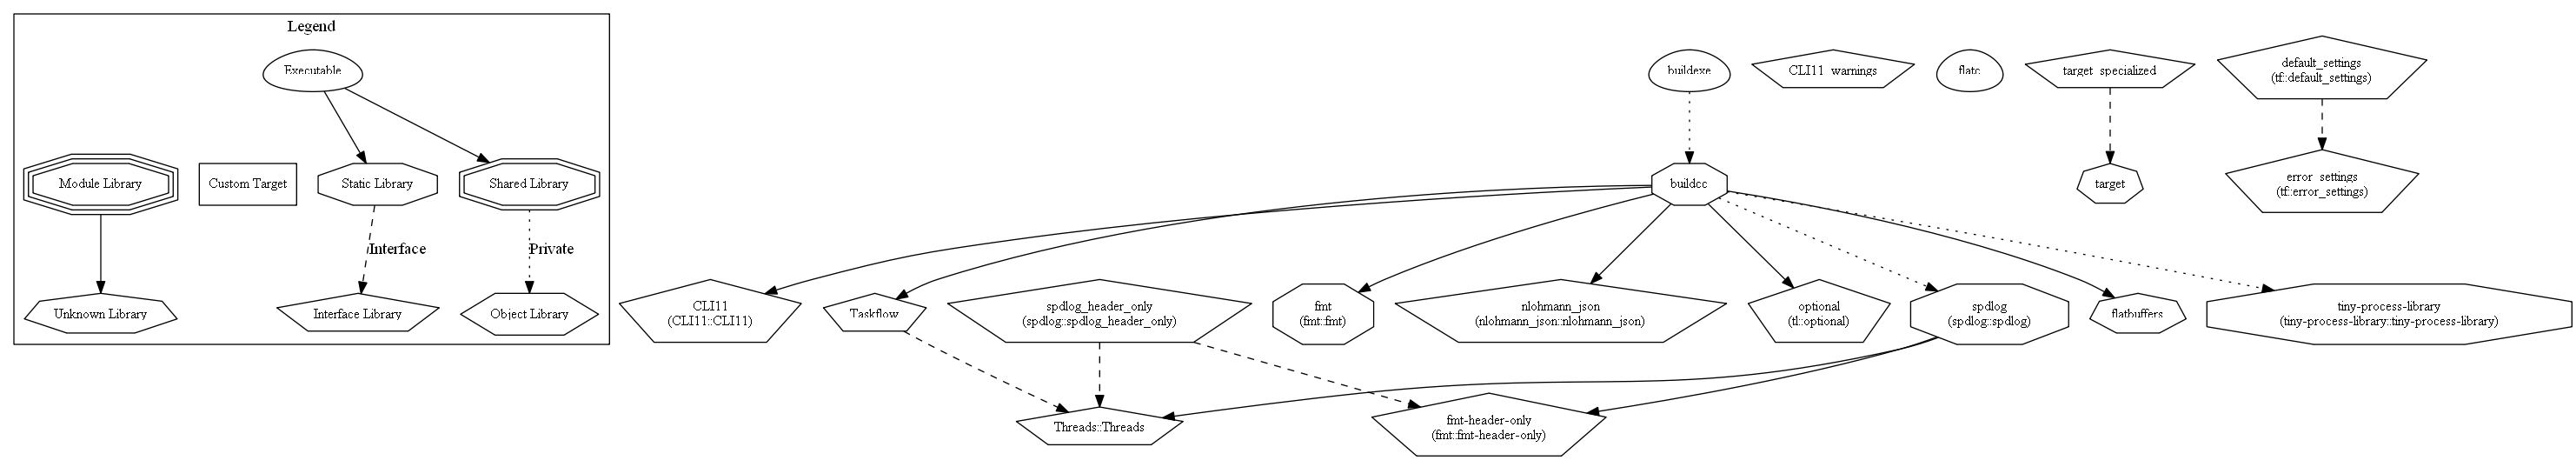 Legend
Executable
Module Library
Custom Target
Static Library
Shared Library
Interface
Private
Unknown Library
Interface Library
Object Library
buildexe
CLI11_warnings
flatc
target_specialized
default_settings
(tf::default_settings)
buildcc
target
error_settings
(tf::error_settings)
CLI11
(CLI11::CLI11)
Taskflow
spdlog_header_only
(spdlog::spdlog_header_only)
fmt
(fmt::fmt)
nlohmann_json
(nlohmann_json::nlohmann_json)
optional
(tl::optional)
spdlog
(spdlog::spdlog)
flatbuffers
tiny-process-library
(tiny-process-library::tiny-process-library)
Threads::Threads
fmt-header-only
(fmt::fmt-header-only)